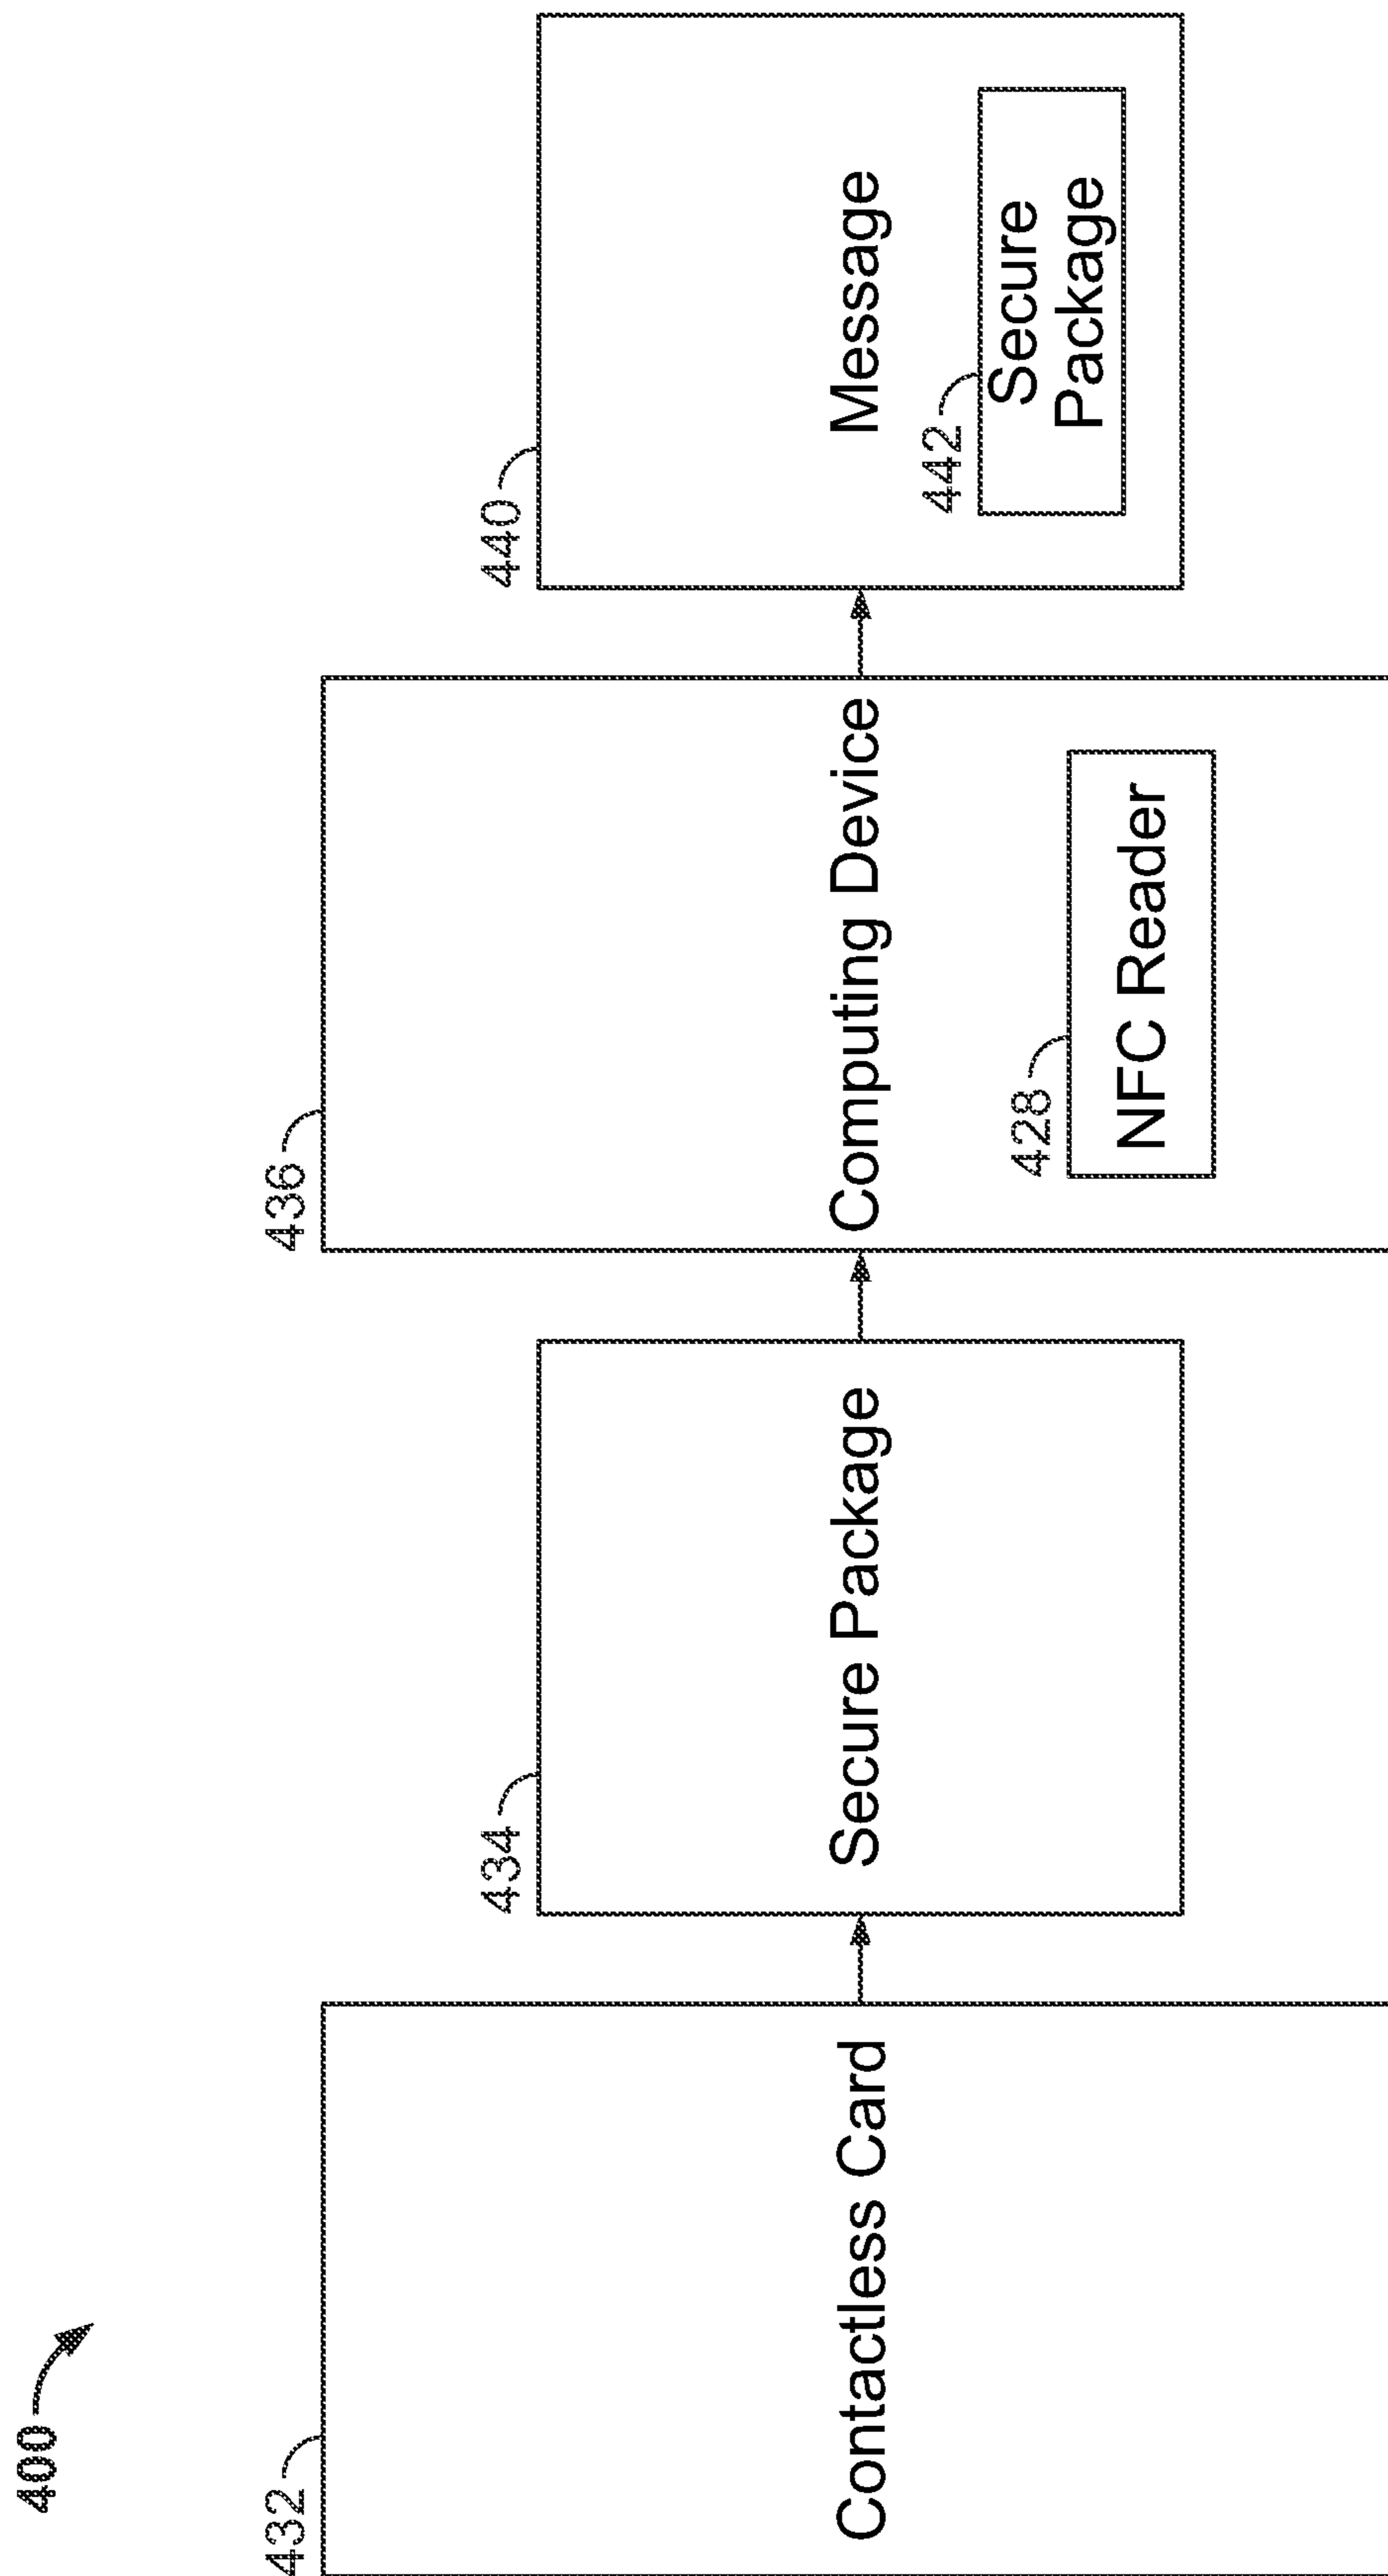 400
432
Contactless Card
434
Secure Package
436
Computing Device
428
NFC Reader
440
Message
442
Secure
Package